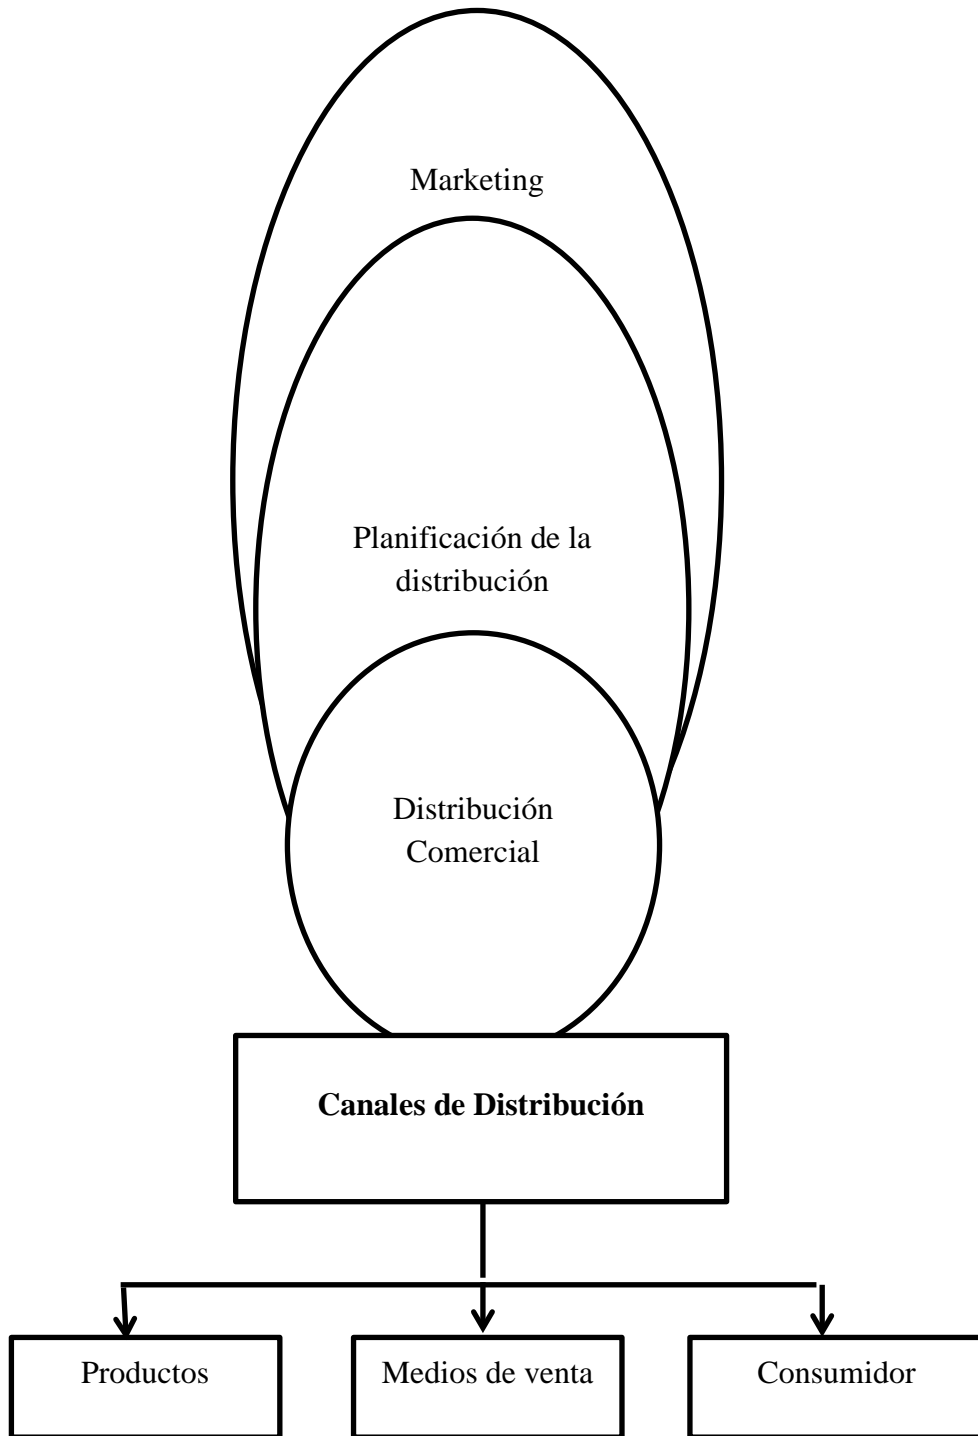 Marketing
Planificación de la
distribución
Distribución
Comercial
Canales de Distribución
Productos
Medios de venta
Consumidor